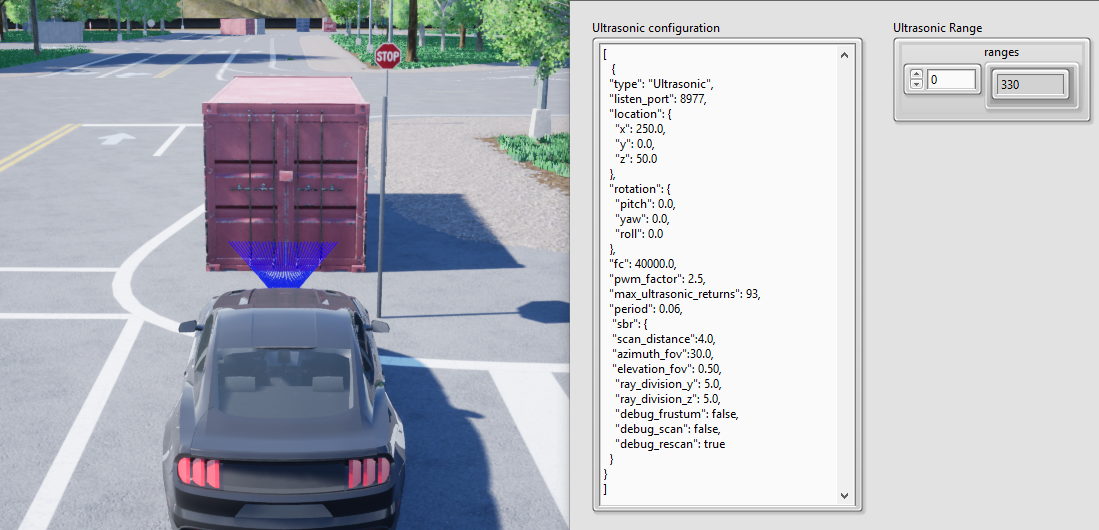 STOP
Ultrasonic configuration
[
{
"type": "Ultrasonic",
"listen_port": 8977,
"location": {
"x": 250.0,
"y": 0.0,
"z": 50.0
},
"rotation": {
"pitch": 0.0,
"yaw": 0.0,
"roll": 0.0
},
"fc": 40000.0,
"pwm_factor": 2.5,
"max_ultrasonic_returns": 93,
"period": 0.06,
"sbr": {
"scan_distance":4.0,
"azimuth_fov":30.0,
"elevation_fov": 0.50,
"ray_division_y": 5.0,
"ray_division_z": 5.0,
"debug_frustum": false,
"debug_scan": false,
"debug_rescan": true
}
}
]
Ultrasonic Range
ranges
0
330